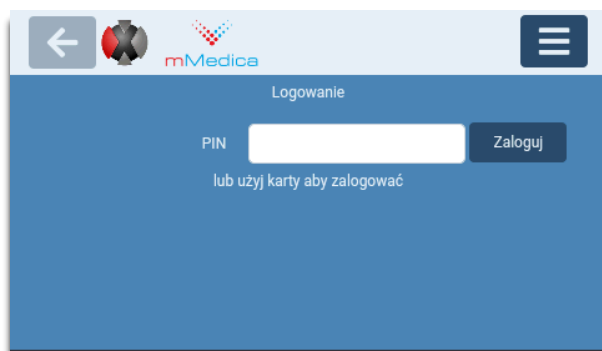 mMedica
Logowanie
PIN
Zaloguj
lub użyj karty aby zalogować